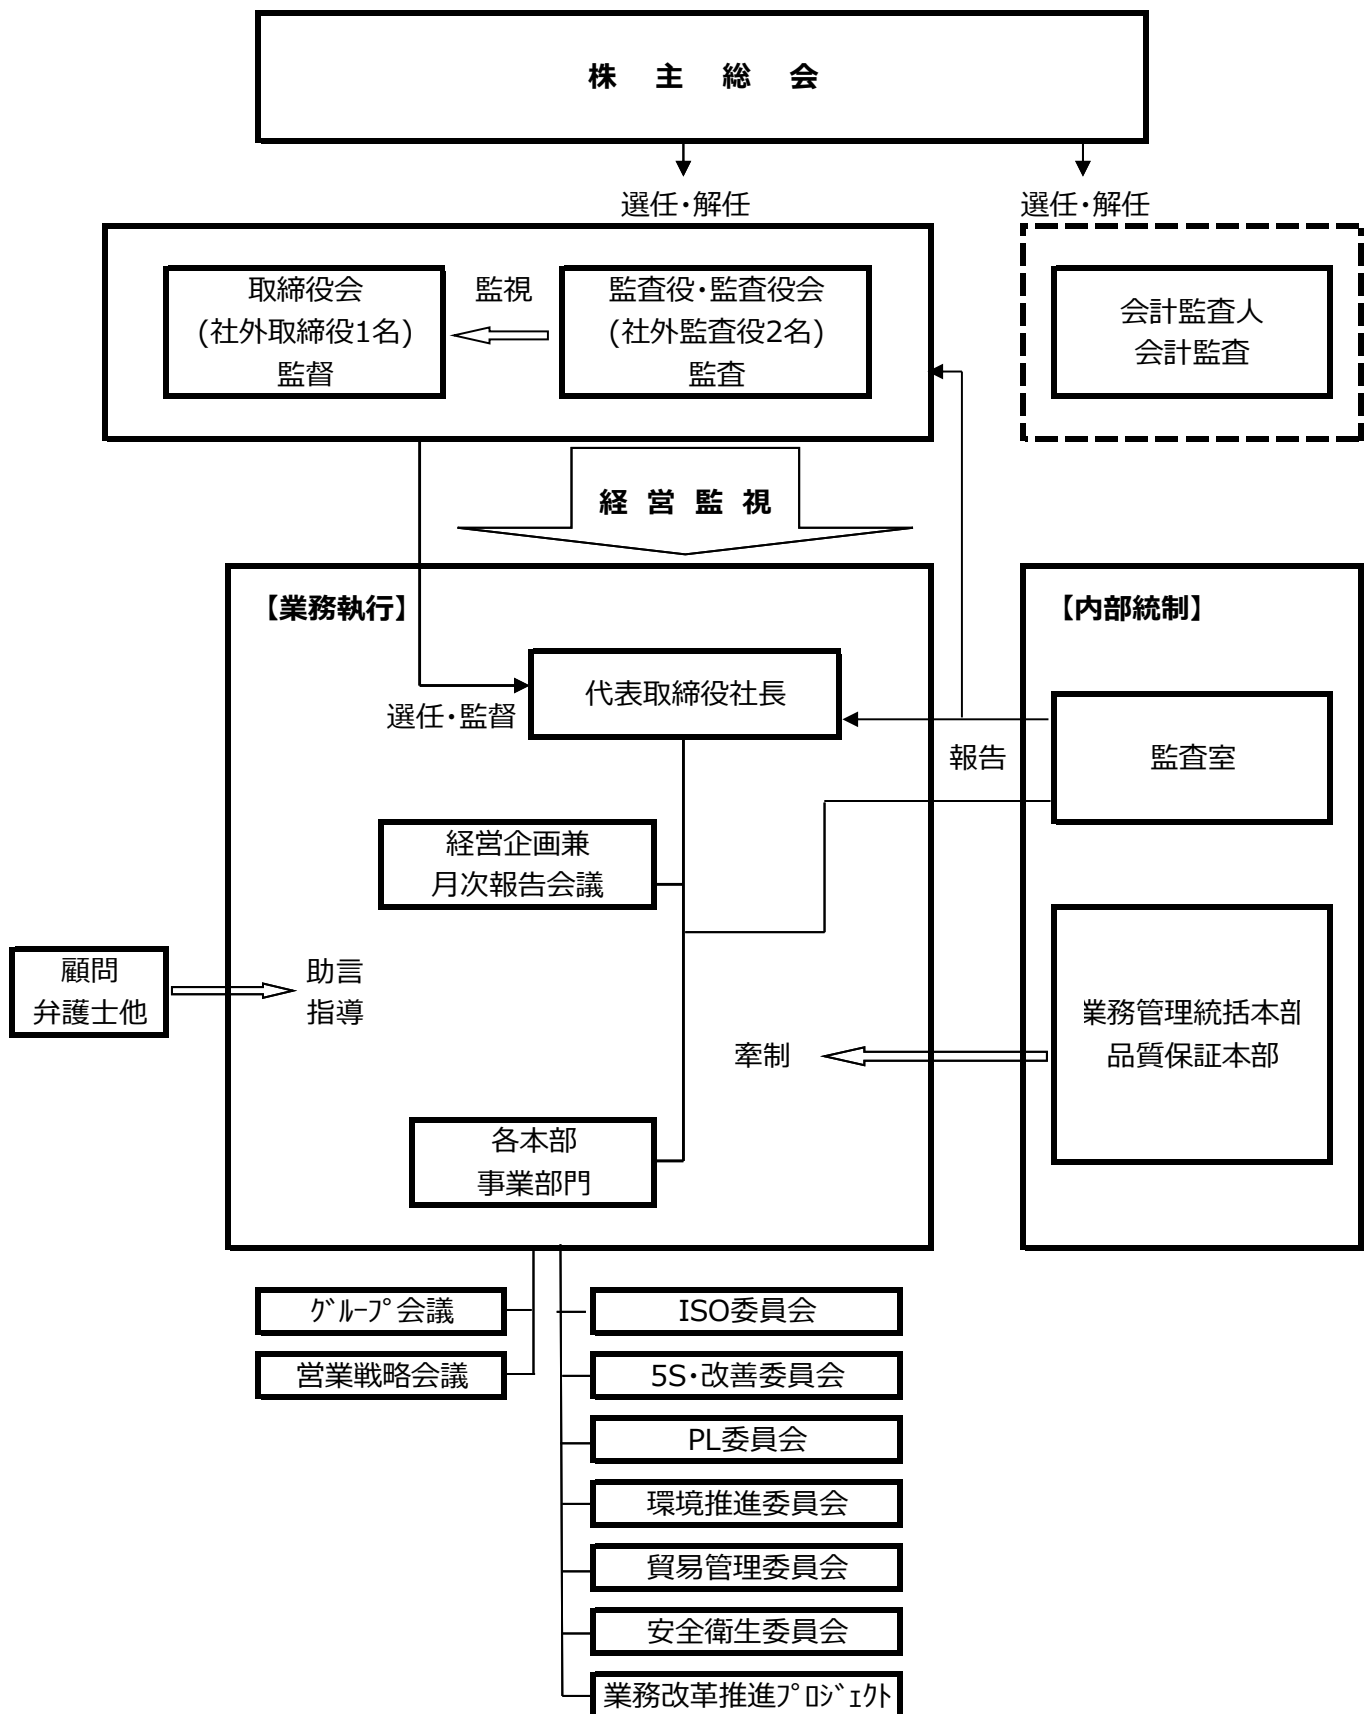 株 主 総 会
選任・解任
選任・解任
取締役会
(社外取締役1名)
監督
監視
監査役・監査役会
(社外監査役2名)
監査
会計監査人
会計監査
経 営 監 視
【業務執行】
【内部統制】
代表取締役社長
選任・監督
報告
監査室
経営企画兼
月次報告会議
顧問
弁護士他
助言
指導
業務管理統括本部
品質保証本部
牽制
各本部
事業部門
ｸﾞﾙｰﾌﾟ会議
ISO委員会
営業戦略会議
5S・改善委員会
PL委員会
環境推進委員会
貿易管理委員会
安全衛生委員会
業務改革推進ﾌﾟﾛｼﾞｪｸﾄ